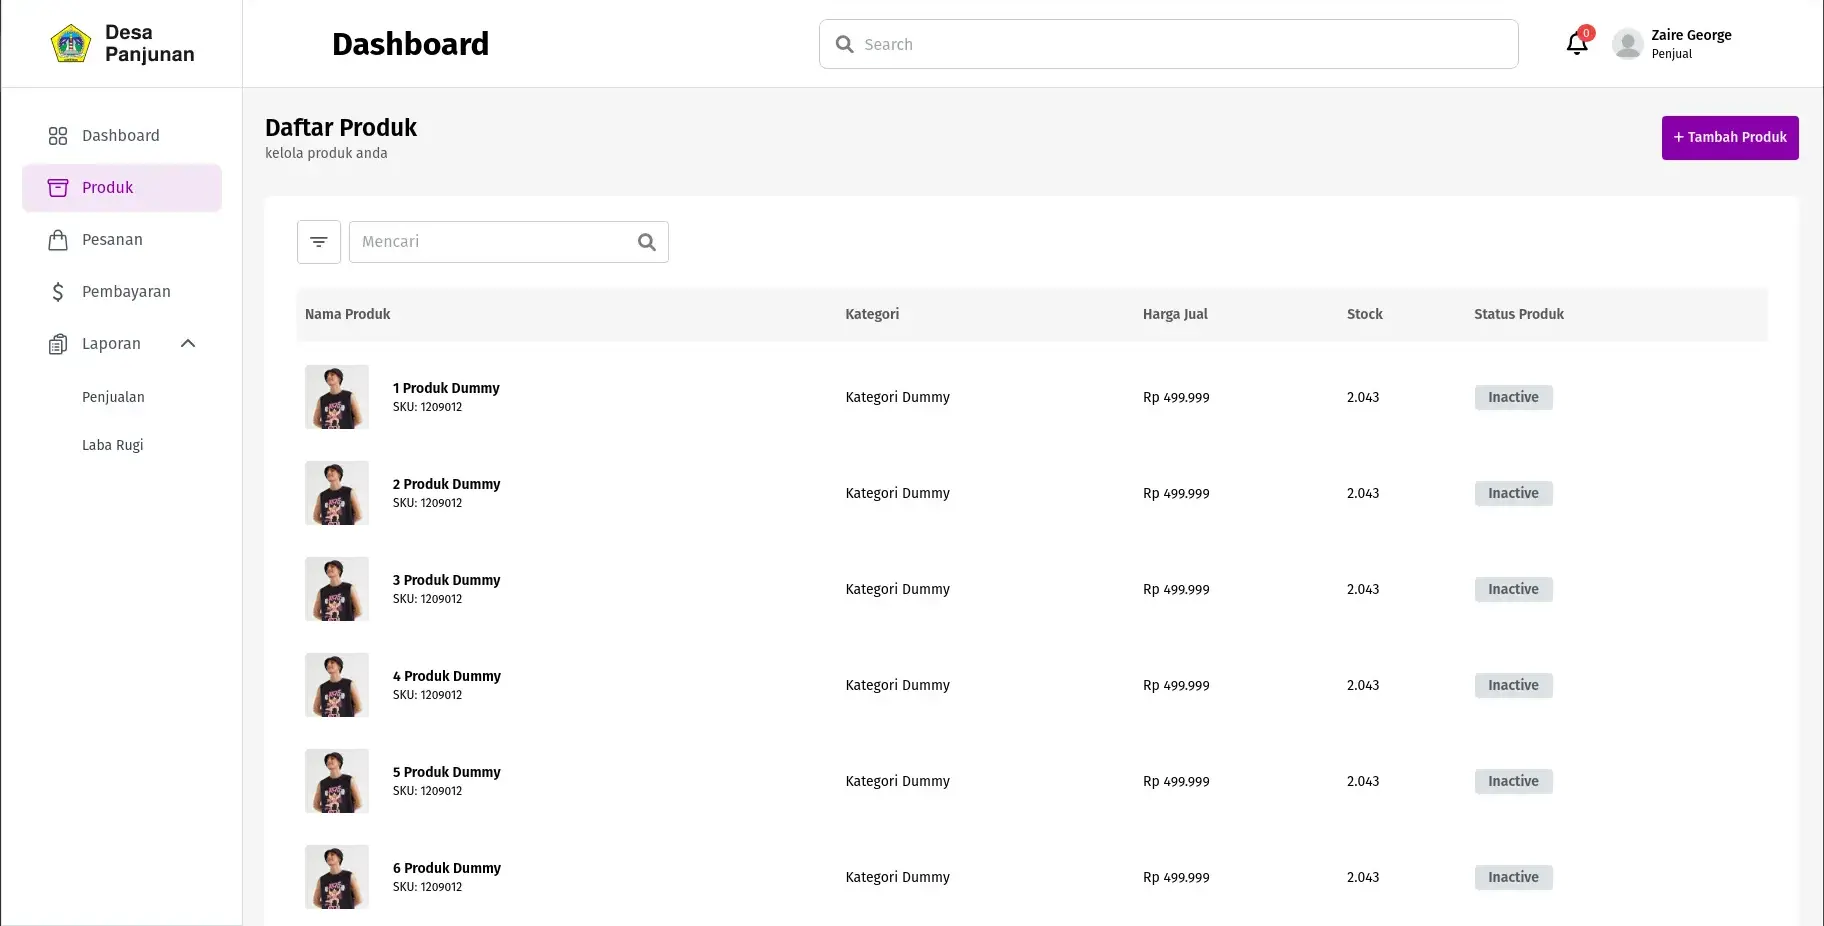 Desa
Panjunan
Dashboard
Search
0
Zaire George
Penjual
Dashboard
Produk
Pesanan
Pembayaran
Laporan
Penjualan
Laba Rugi
Daftar Produk
kelola produk anda
+ Tambah Produk
Mencari
Nama Produk Kategori Harga Jual Stock Status Produk
1 Produk Dummy
SKU: 1209012
Kategori Dummy Rp 499.999 2.043 Inactive
2 Produk Dummy
SKU: 1209012
Kategori Dummy Rp 499.999 2.043 Inactive
3 Produk Dummy
SKU: 1209012
Kategori Dummy Rp 499.999 2.043 Inactive
4 Produk Dummy
SKU: 1209012
Kategori Dummy Rp 499.999 2.043 Inactive
5 Produk Dummy
SKU: 1209012
Kategori Dummy Rp 499.999 2.043 Inactive
6 Produk Dummy
SKU: 1209012
Kategori Dummy Rp 499.999 2.043 Inactive